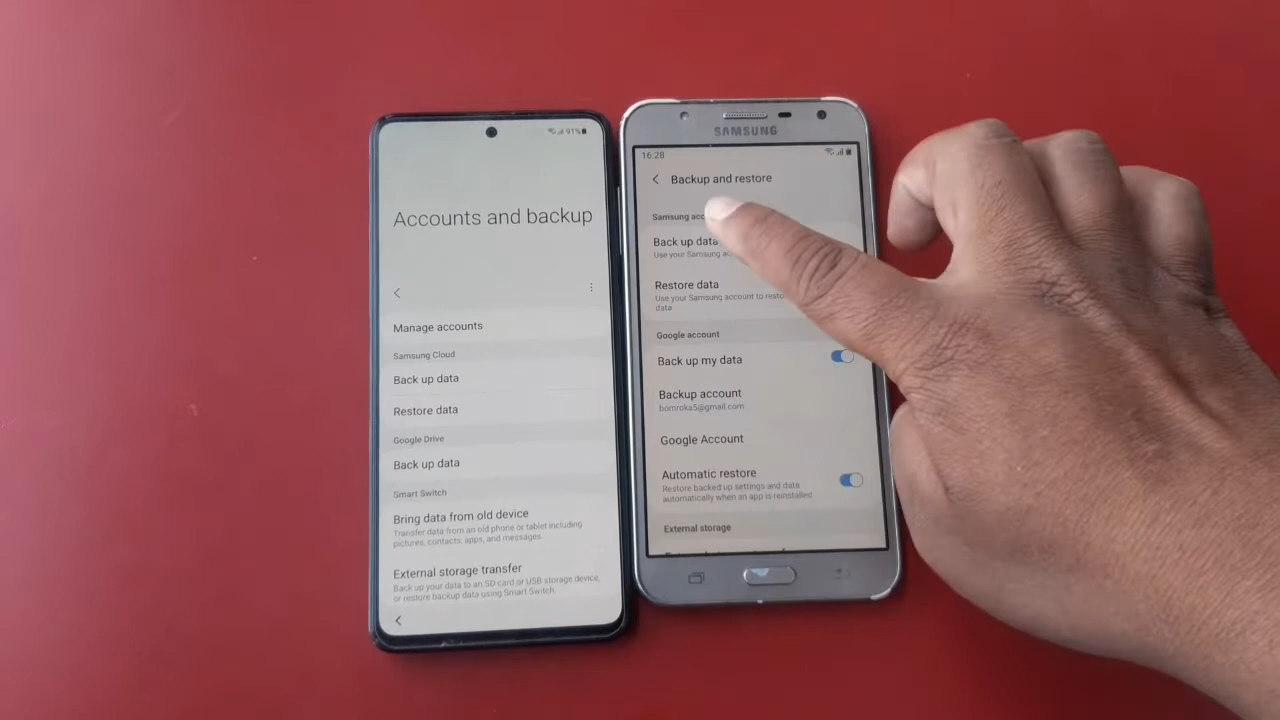 91%
Accounts and backup
Manage accounts
Samsung Cloud
Back up data
Restore data
Google Drive
Back up data
Smart Switch
Bring data from old device
Transfer data from an old phone or tablet including
pictures, contacts, apps, and messages
External storage transfer
Back up your data to an SD card or USB storage device,
or restore backup data using Smart Switch.
SAMSUNG
16:28
Backup and restore
Samsung
Back up data
Use your Samsung
Restore data
Use your Samsung account to
data
Google account
Back up my data
Backup account
bomroka5@gmail.com
Google Account
Automatic restore
Restore backed up settings and data
automatically when an app is reinstalled
External storage